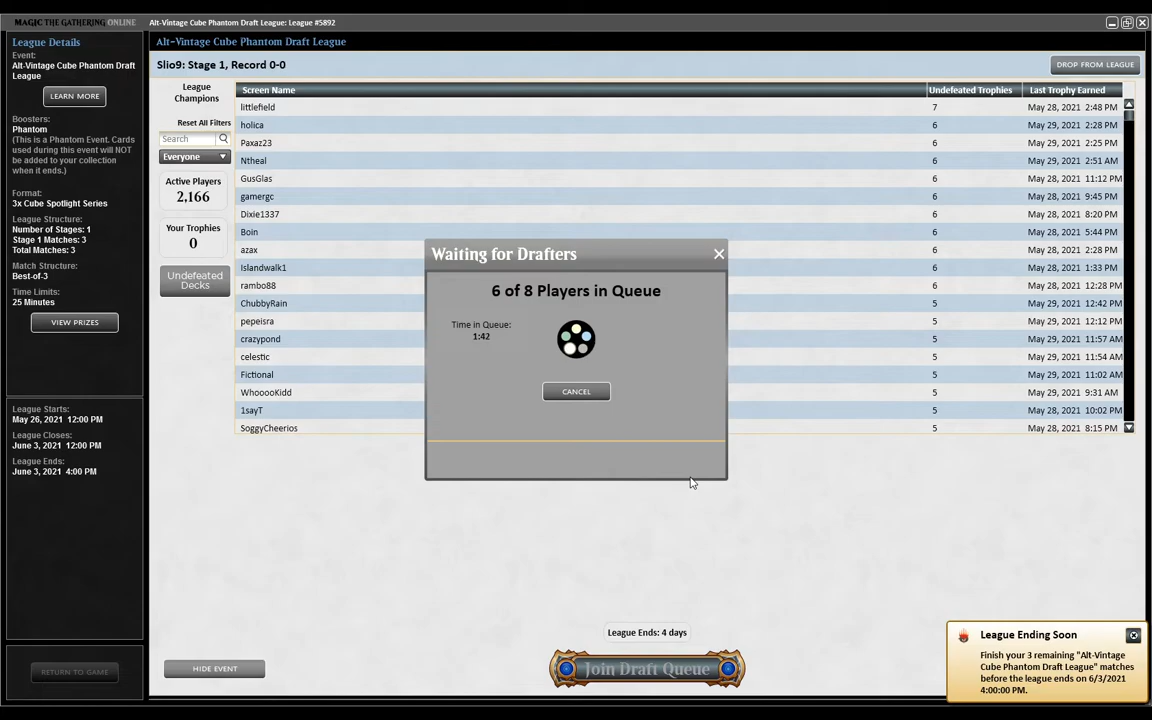 MAGIC THE GATHERING ONLINE
Alt-Vintage Cube Phantom Draft League: League #5892
League Details
Event:
Alt-Vintage Cube Phantom Draft
League
LEARN MORE
Boosters:
Phantom
(This is a Phantom Event. Cards
used during this event will NOT
be added to your collection
when it ends.)
Format:
3x Cube Spotlight Series
League Structure:
Number of Stages: 1
Stage 1 Matches: 3
Total Matches: 3
Match Structure:
Best-of-3
Time Limits:
25 Minutes
VIEW PRIZES
League Starts:
May 26, 2021 12:00 PM
League Closes:
June 3, 2021 12:00 PM
League Ends:
June 3, 2021 4:00 PM
RETURN TO GAME
Alt-Vintage Cube Phantom Draft League
Slio9: Stage 1, Record 0-0
DROP FROM LEAGUE
League
Champions
Reset All Filters
Search
Everyone
Active Players
2,166
Your Trophies
0
Undefeated
Decks
Screen Name Undefeated Trophies Last Trophy Earned
littlefield 7 May 28, 2021 2:48 PM
holica 6 May 29, 2021 2:28 PM
Paxaz23 6 May 28, 2021 2:25 PM
Ntheal 6 May 29, 2021 2:51 AM
GusGlas 6 May 28, 2021 11:12 PM
gamergc 6 May 28, 2021 9:45 PM
Dixie1337 6 May 28, 2021 8:20 PM
Boin 6 May 28, 2021 5:44 PM
azax 6 May 28, 2021 2:28 PM
Islandwalk1 6 May 28, 2021 1:33 PM
rambo88 6 May 28, 2021 12:28 PM
ChubbyRain 5 May 28, 2021 12:42 PM
pepeisra 5 May 29, 2021 12:12 PM
crazypond 5 May 29, 2021 11:57 AM
celestic 5 May 29, 2021 11:54 AM
Fictional 5 May 29, 2021 11:02 AM
WhooooKidd 5 May 29, 2021 9:31 AM
1sayT 5 May 28, 2021 10:02 PM
SoggyCheerios 5 May 28, 2021 8:15 PM
Waiting for Drafters
6 of 8 Players in Queue
Time in Queue:
1:42
CANCEL
League Ends: 4 days
HIDE EVENT
Join Draft Queue
League Ending Soon
Finish your 3 remaining "Alt-Vintage
Cube Phantom Draft League" matches
before the league ends on 6/3/2021
4:00:00 PM.